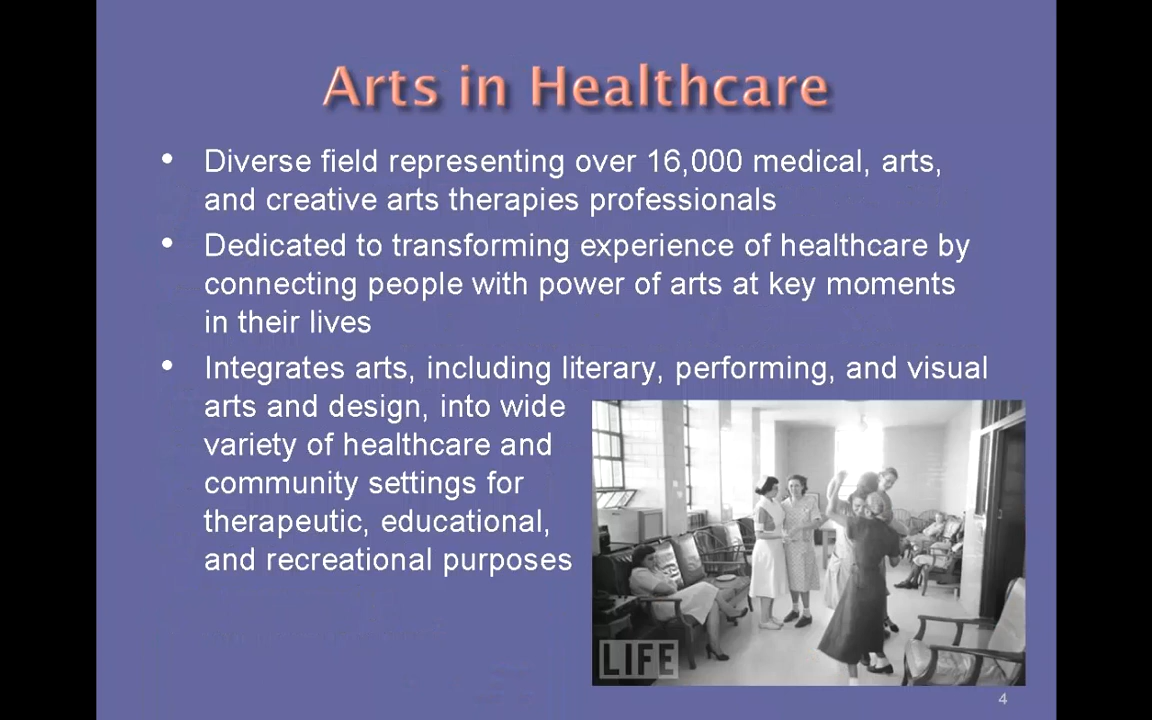 Arts in Healthcare
• Diverse field representing over 16,000 medical, arts,
and creative arts therapies professionals
• Dedicated to transforming experience of healthcare by
connecting people with power of arts at key moments
in their lives
• Integrates arts, including literary, performing, and visual
arts and design, into wide
variety of healthcare and
community settings for
therapeutic, educational,
and recreational purposes
LIFE
4